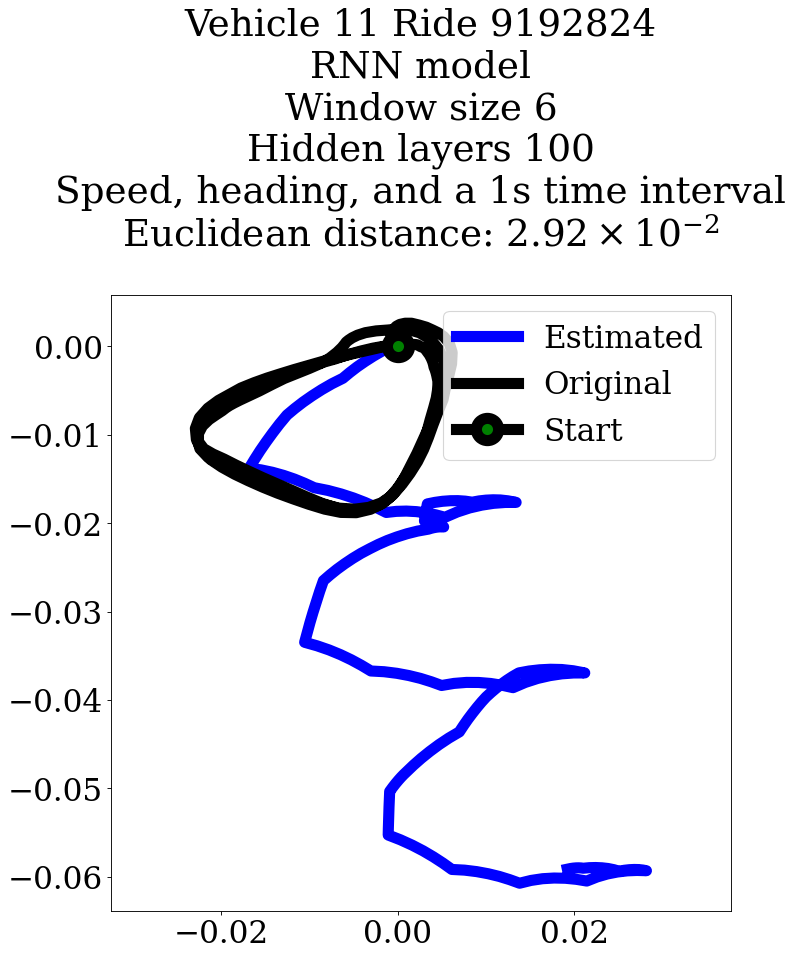 Vehicle 11 Ride 9192824
RNN model
Window size 6
Hidden layers 100
Speed, heading, and a 1s time interval
Euclidean distance: 2.92 × 10⁻²
Estimated
Original
Start
0.00
−0.01
−0.02
−0.03
−0.04
−0.05
−0.06
−0.02
0.00
0.02